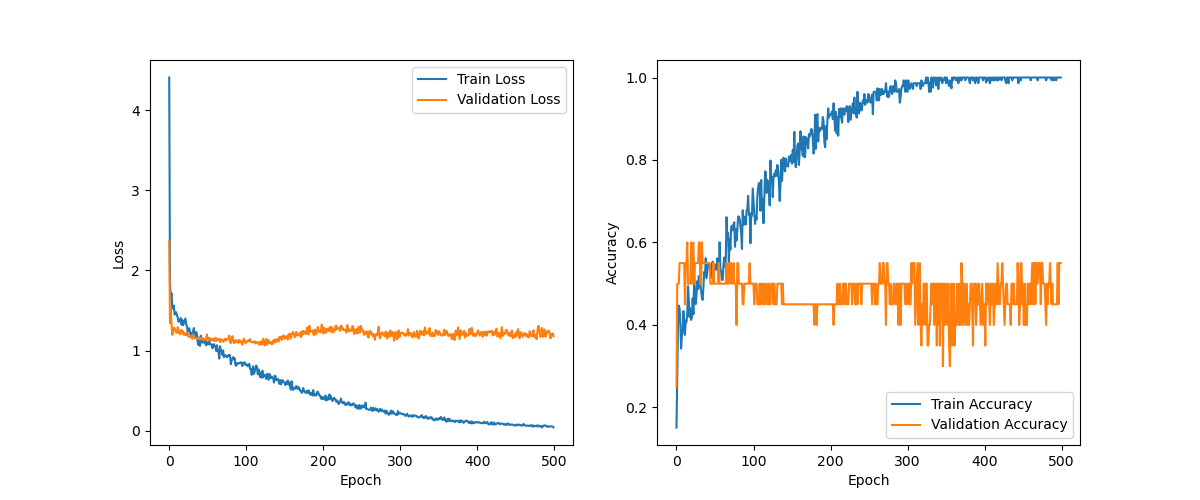 Train Loss
Validation Loss
4
3
2
1
0
Loss
0 100 200 300 400 500
Epoch
1.0
0.8
0.6
0.4
0.2
Accuracy
Train Accuracy
Validation Accuracy
0 100 200 300 400 500
Epoch